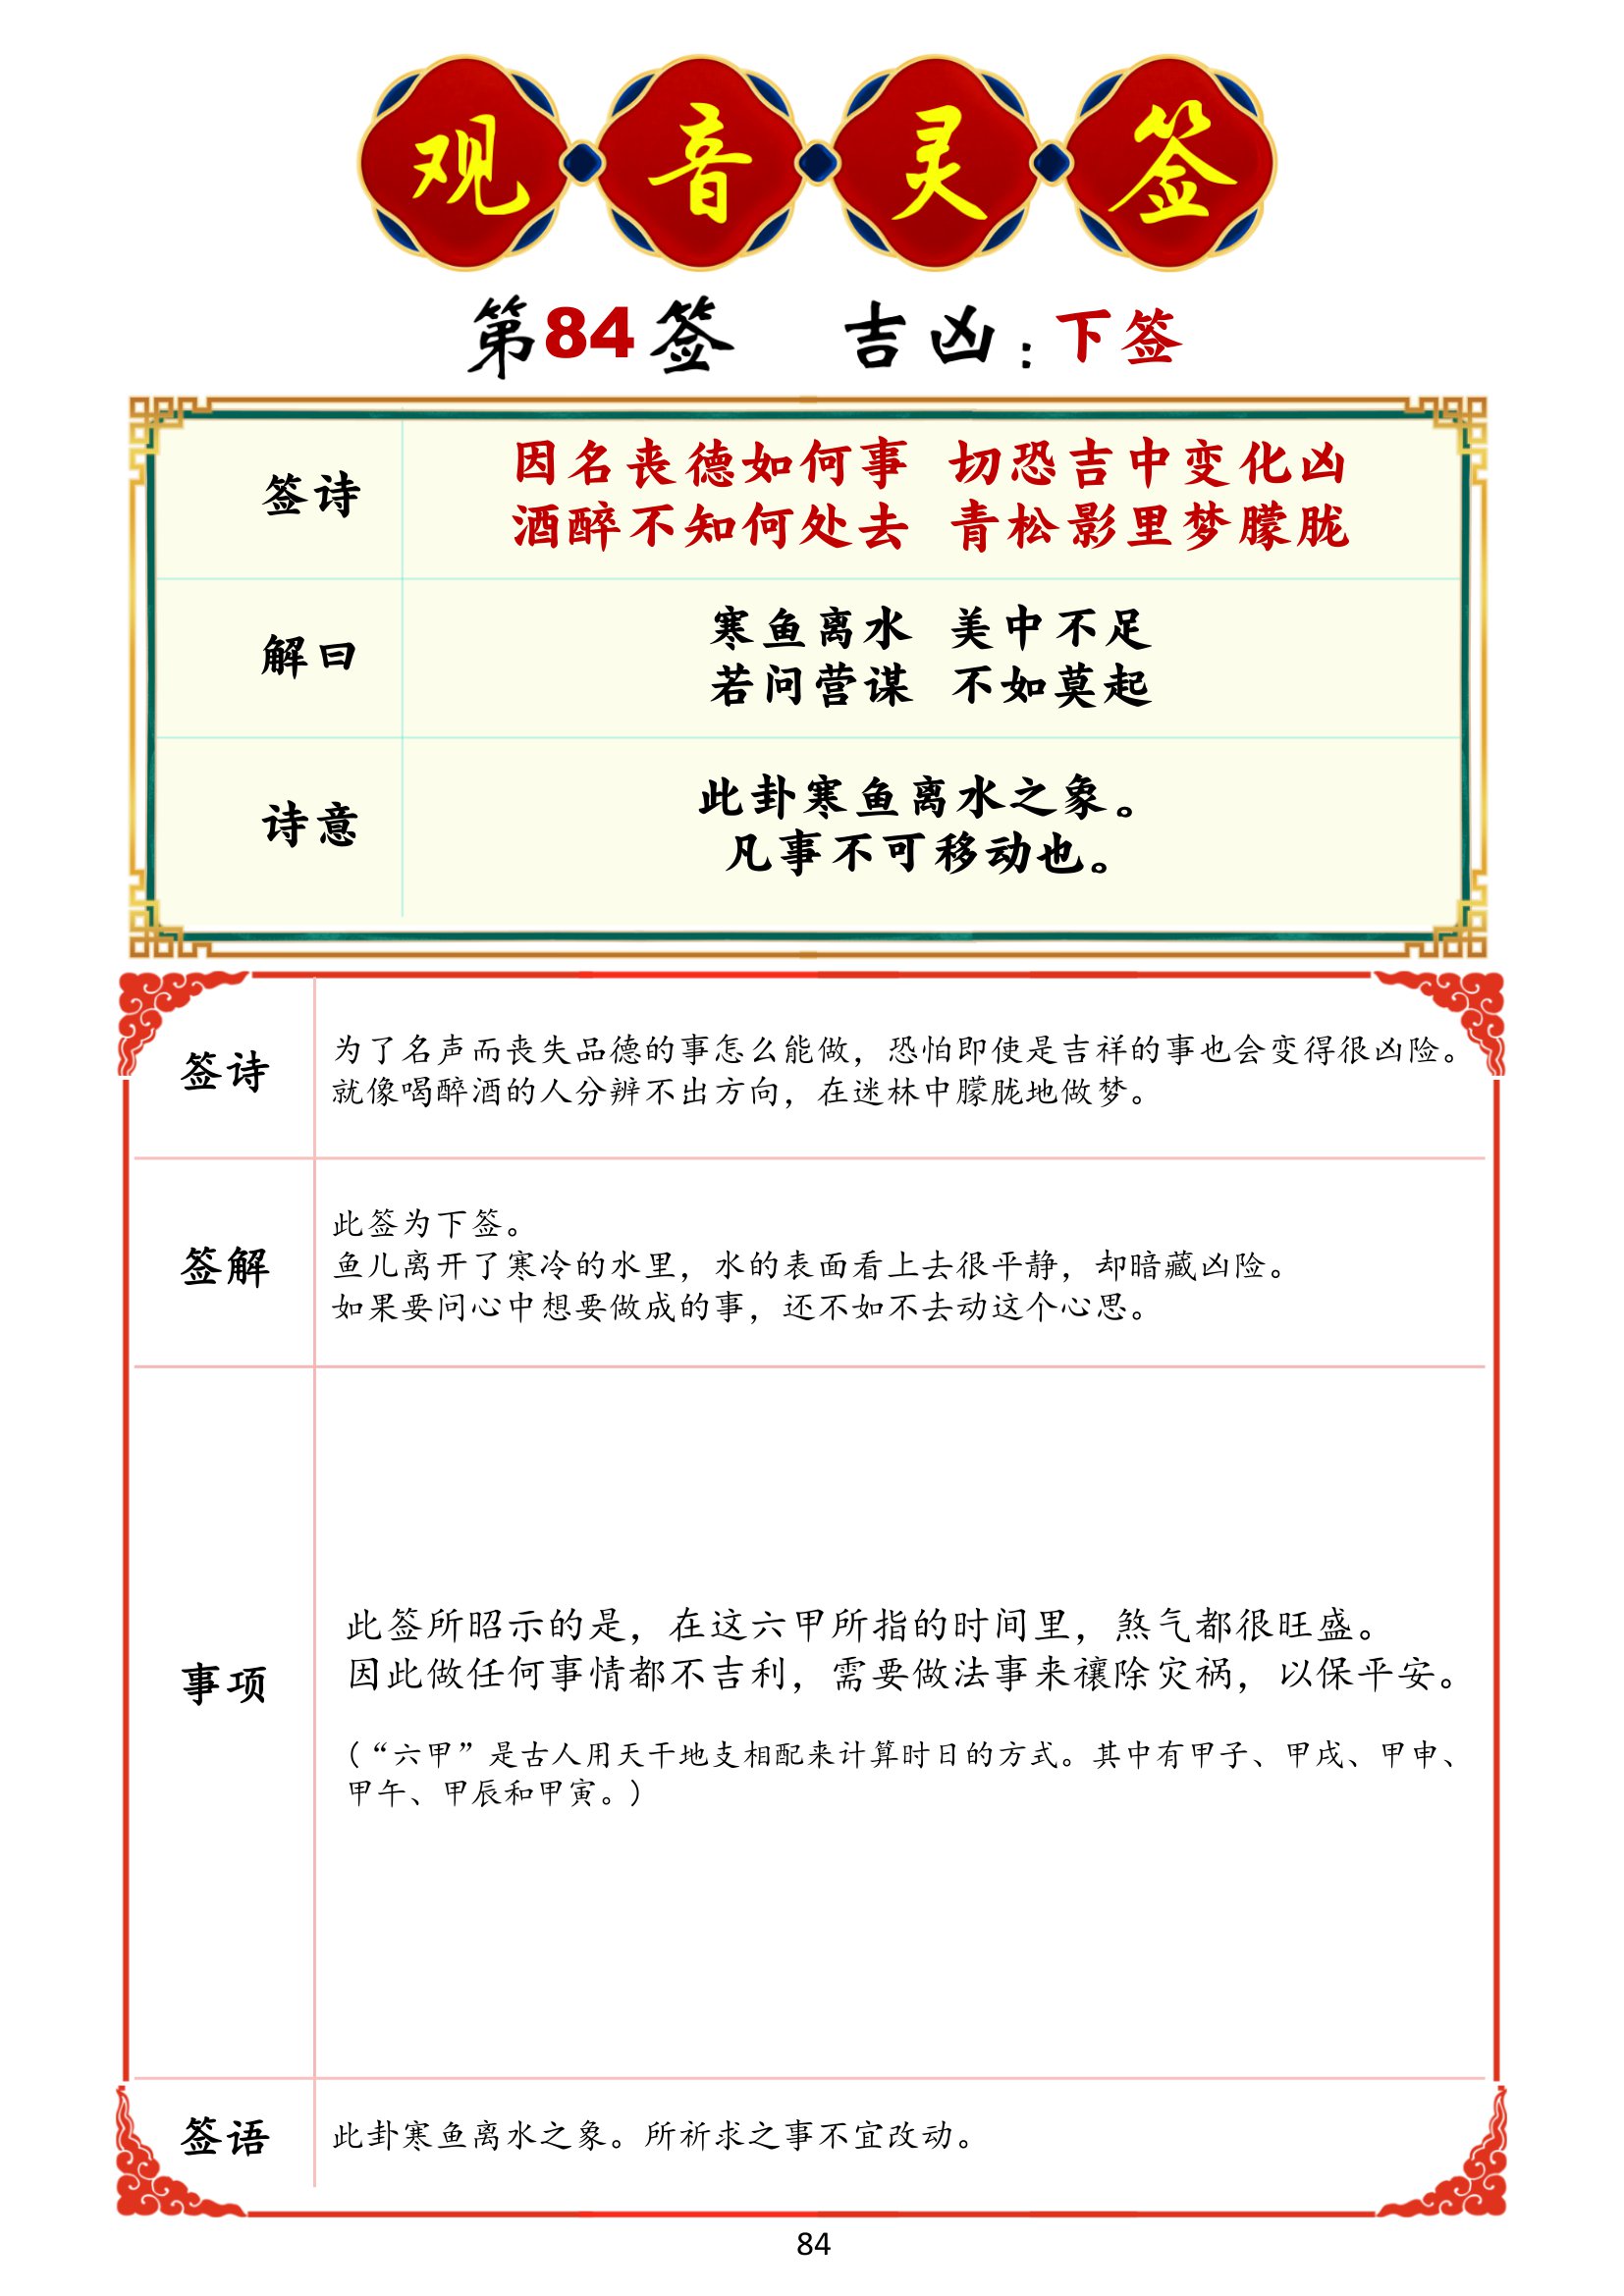 观音灵签
第84签 吉凶：下签
签诗
因名丧德如何事 切恐吉中变化凶
酒醉不知何处去 青松影里梦朦胧
解曰
寒鱼离水 美中不足
若问营谋 不如莫起
诗意
此卦寒鱼离水之象。
凡事不可移动也。
签诗
为了名声而丧失品德的事怎么能做，恐怕即使是吉祥的事也会变得很凶险。
就像喝醉酒的人分辨不出方向，在迷林中朦胧地做梦。
签解
此签为下签。
鱼儿离开了寒冷的水里，水的表面看上去很平静，却暗藏凶险。
如果要问心中想要做成的事，还不如不去动这个心思。
事项
此签所昭示的是，在这六甲所指的时间里，煞气都很旺盛。
因此做任何事情都不吉利，需要做法事来禳除灾祸，以保平安。
（“六甲”是古人用天干地支相配来计算时日的方式。其中有甲子、甲戌、甲申、
甲午、甲辰和甲寅。）
签语
此卦寒鱼离水之象。所祈求之事不宜改动。
84